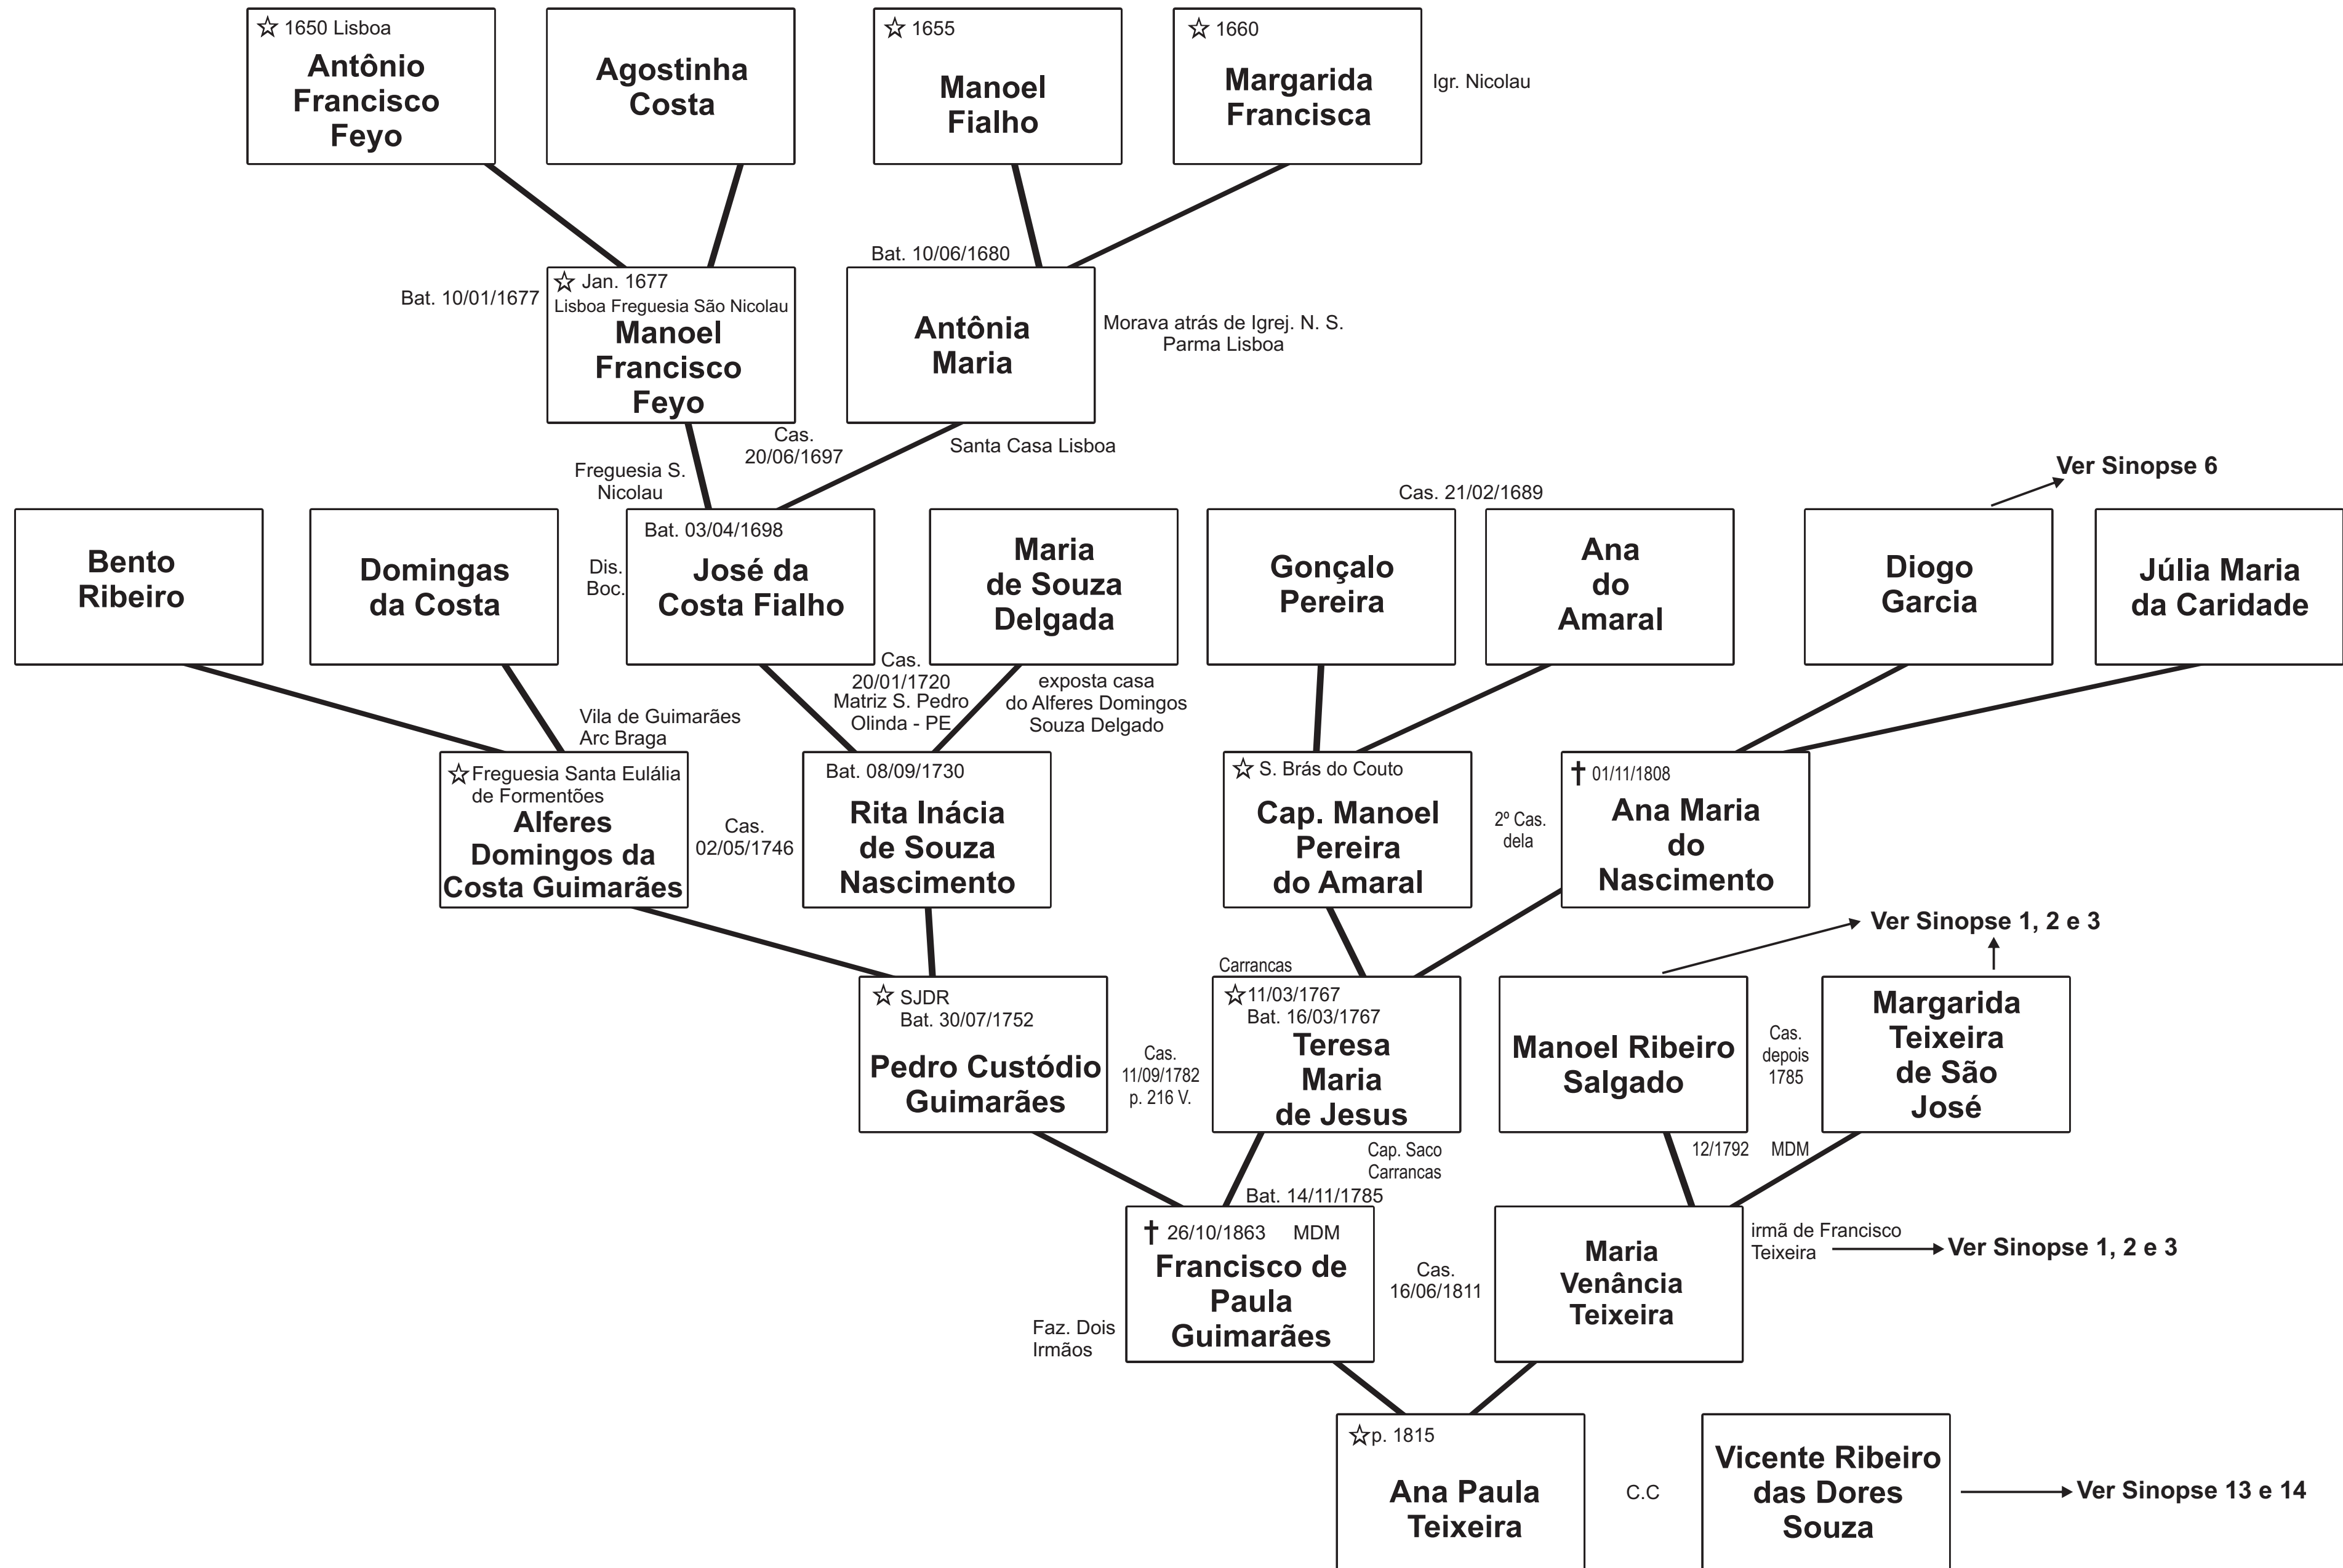 ☆ 1650 Lisboa
Antônio
Francisco
Feyo
Agostinha
Costa
☆ 1655
Manoel
Fialho
☆ 1660
Margarida
Francisca
Igr. Nicolau
Bat. 10/01/1677
☆ Jan. 1677
Lisboa Freguesia São Nicolau
Manoel
Francisco
Feyo
Bat. 10/06/1680
Antônia
Maria
Morava atrás de Igrej. N. S.
Parma Lisboa
Cas.
20/06/1697
Santa Casa Lisboa
Freguesia S.
Nicolau
Cas. 21/02/1689
Ver Sinopse 6
Bento
Ribeiro
Domingas
da Costa
Dis.
Boc.
Bat. 03/04/1698
José da
Costa Fialho
Maria
de Souza
Delgada
Gonçalo
Pereira
Ana
do
Amaral
Diogo
Garcia
Júlia Maria
da Caridade
Cas.
20/01/1720
Matriz S. Pedro
Olinda - PE
exposta casa
do Alferes Domingos
Souza Delgado
Vila de Guimarães
Arc Braga
☆ Freguesia Santa Eulália
de Formentões
Alferes
Domingos da
Costa Guimarães
Cas.
02/05/1746
Bat. 08/09/1730
Rita Inácia
de Souza
Nascimento
☆ S. Brás do Couto
Cap. Manoel
Pereira
do Amaral
2º Cas.
dela
✝ 01/11/1808
Ana Maria
do
Nascimento
Ver Sinopse 1, 2 e 3
☆ SJDR
Bat. 30/07/1752
Pedro Custódio
Guimarães
Cas.
11/09/1782
p. 216 V.
Carrancas
☆ 11/03/1767
Bat. 16/03/1767
Teresa
Maria
de Jesus
Manoel Ribeiro
Salgado
Cas.
depois
1785
Margarida
Teixeira
de São
José
Cap. Saco
Carrancas
12/1792 MDM
Bat. 14/11/1785
✝ 26/10/1863 MDM
Francisco de
Paula
Guimarães
Faz. Dois
Irmãos
Cas.
16/06/1811
Maria
Venância
Teixeira
irmã de Francisco
Teixeira
Ver Sinopse 1, 2 e 3
☆ p. 1815
Ana Paula
Teixeira
C.C
Vicente Ribeiro
das Dores
Souza
Ver Sinopse 13 e 14